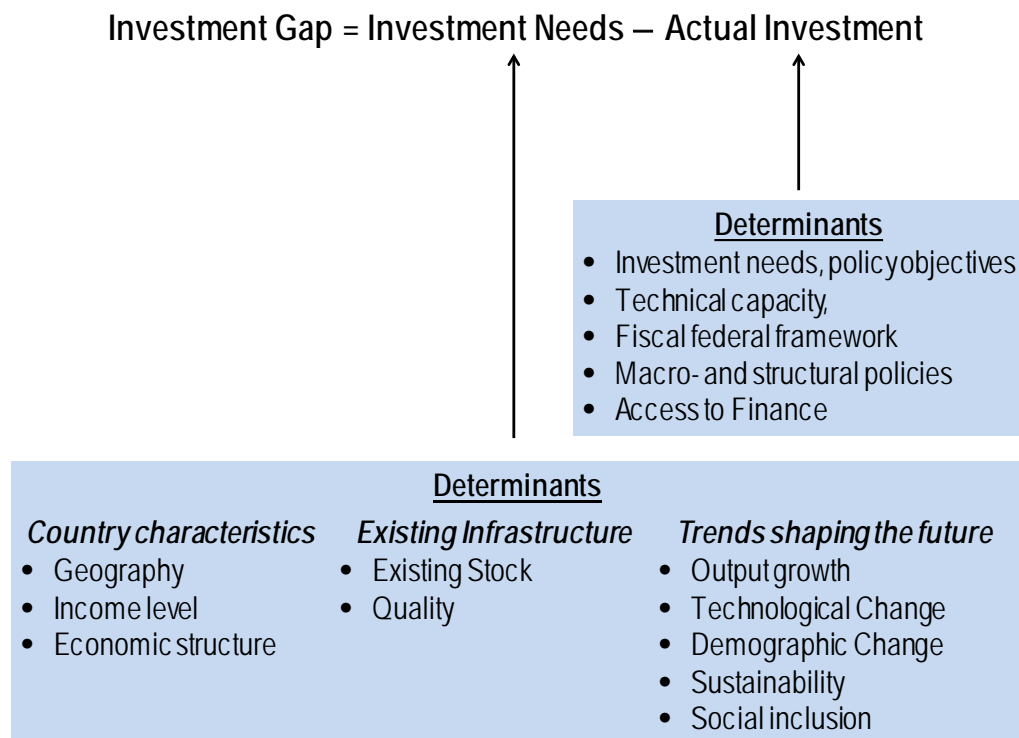 Investment Gap = Investment Needs – Actual Investment
Determinants
• Investment needs, policy objectives
• Technical capacity,
• Fiscal federal framework
• Macro- and structural policies
• Access to Finance
Determinants
Country characteristics
• Geography
• Income level
• Economic structure
Existing Infrastructure
• Existing Stock
• Quality
Trends shaping the future
• Output growth
• Technological Change
• Demographic Change
• Sustainability
• Social inclusion